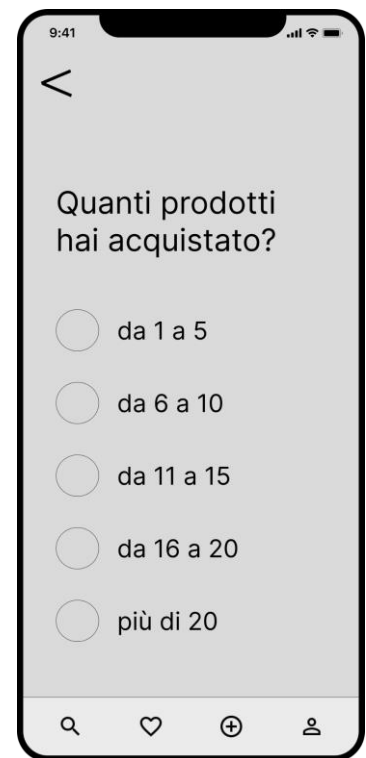 9:41
<
Quanti prodotti
hai acquistato?
da 1 a 5
da 6 a 10
da 11 a 15
da 16 a 20
più di 20